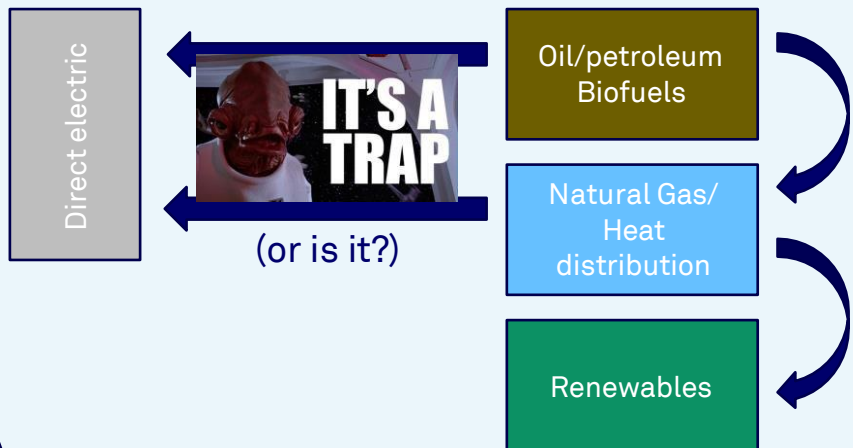 Direct electric
IT'S A
TRAP
(or is it?)
Oil/petroleum
Biofuels
Natural Gas/
Heat
distribution
Renewables